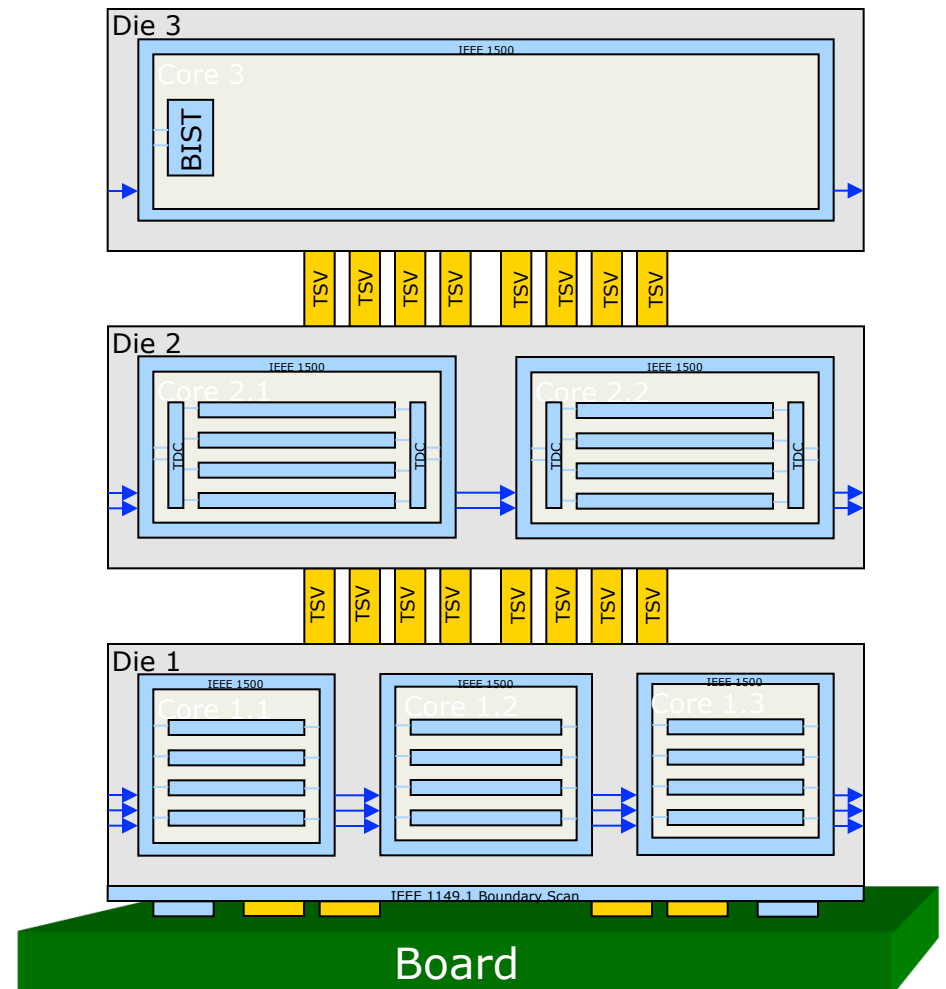 Die 3
IEEE 1500
Core 3
BIST
TSV TSV TSV TSV TSV TSV TSV TSV
Die 2
IEEE 1500 IEEE 1500
Core 2.1 Core 2.2
TDC TDC TDC TDC
TSV TSV TSV TSV TSV TSV TSV TSV
Die 1
IEEE 1500 IEEE 1500 IEEE 1500
Core 1.1 Core 1.2 Core 1.3
IEEE 1149.1 Boundary Scan
Board